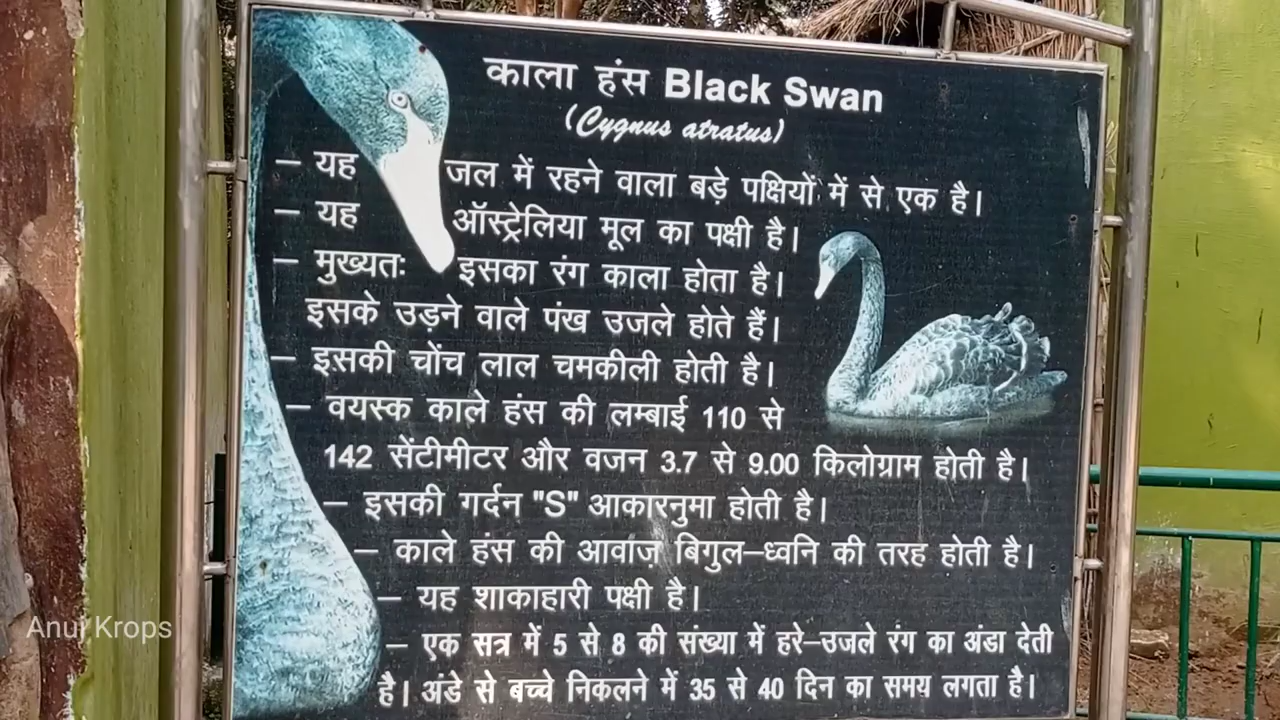 काला हंस Black Swan
(Cygnus atratus)
– यह जल में रहने वाला बड़े पक्षियों में से एक है।
– यह ऑस्ट्रेलिया मूल का पक्षी है।
– मुख्यतः इसका रंग काला होता है।
इसके उड़ने वाले पंख उजले होते हैं।
– इसकी चोंच लाल चमकीली होती है।
– वयस्क काले हंस की लम्बाई 110 से
142 सेंटीमीटर और वजन 3.7 से 9.00 किलोग्राम होती है।
– इसकी गर्दन "S" आकारनुमा होती है।
– काले हंस की आवाज़ बिगुल–ध्वनि की तरह होती है।
– यह शाकाहारी पक्षी है।
– एक सत्र में 5 से 8 की संख्या में हरे–उजले रंग का अंडा देती
है। अंडे से बच्चे निकलने में 35 से 40 दिन का समय लगता है।
Anuj Krops